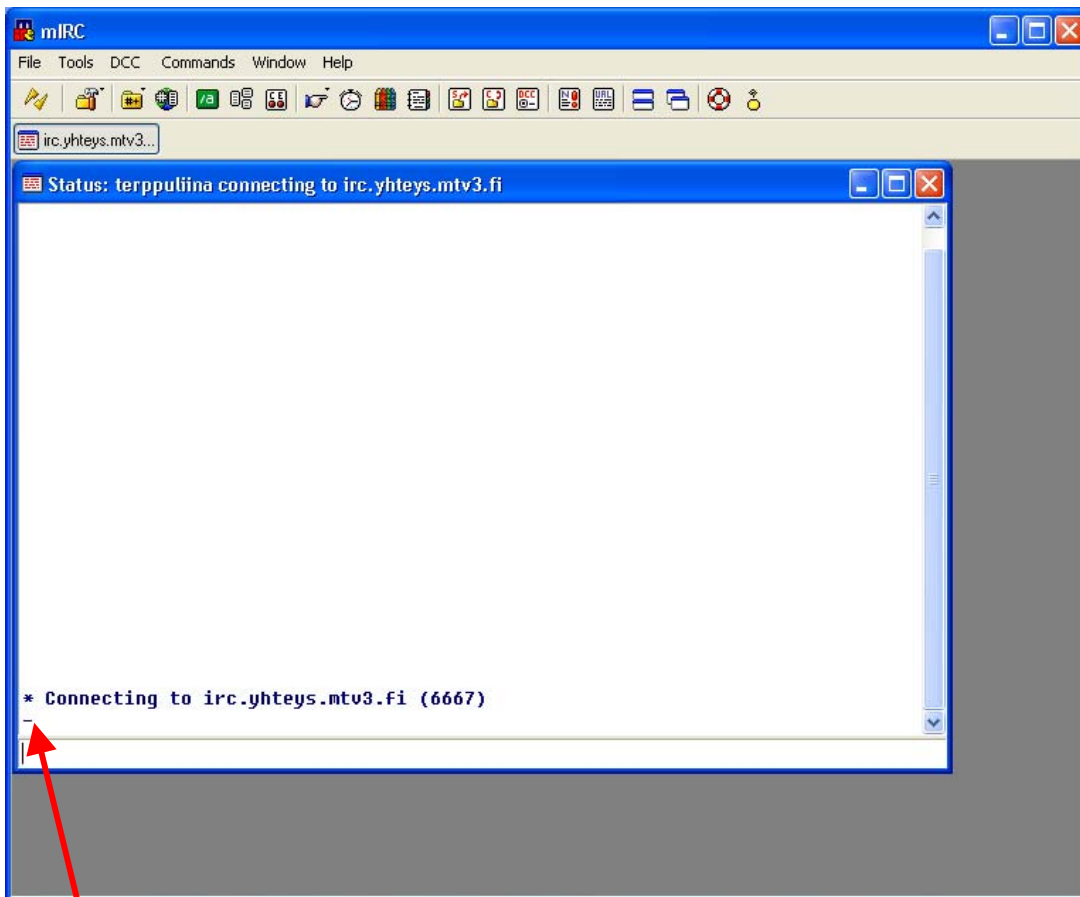 mIRC
File Tools DCC Commands Window Help
irc.yhteys.mtv3...
Status: terppuliina connecting to irc.yhteys.mtv3.fi
* Connecting to irc.yhteys.mtv3.fi (6667)
-